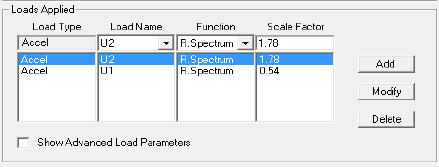 Loads Applied
Load Type Load Name Function Scale Factor
Accel U2 R.Spectrum 1.78
Accel U2 R.Spectrum 1.78
Accel U1 R.Spectrum 0.54
Add
Modify
Delete
Show Advanced Load Parameters